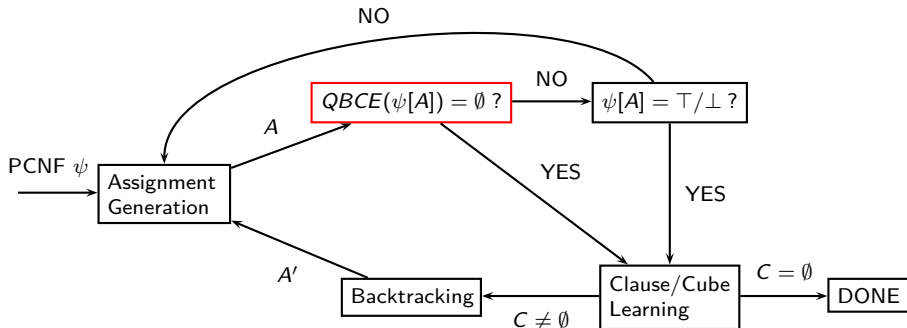 NO
QBCE(ψ[A]) = ∅ ?
NO
ψ[A] = ⊤/⊥ ?
A
PCNF ψ
Assignment
Generation
YES
YES
A′
Backtracking
C ≠ ∅
Clause/Cube
Learning
C = ∅
DONE